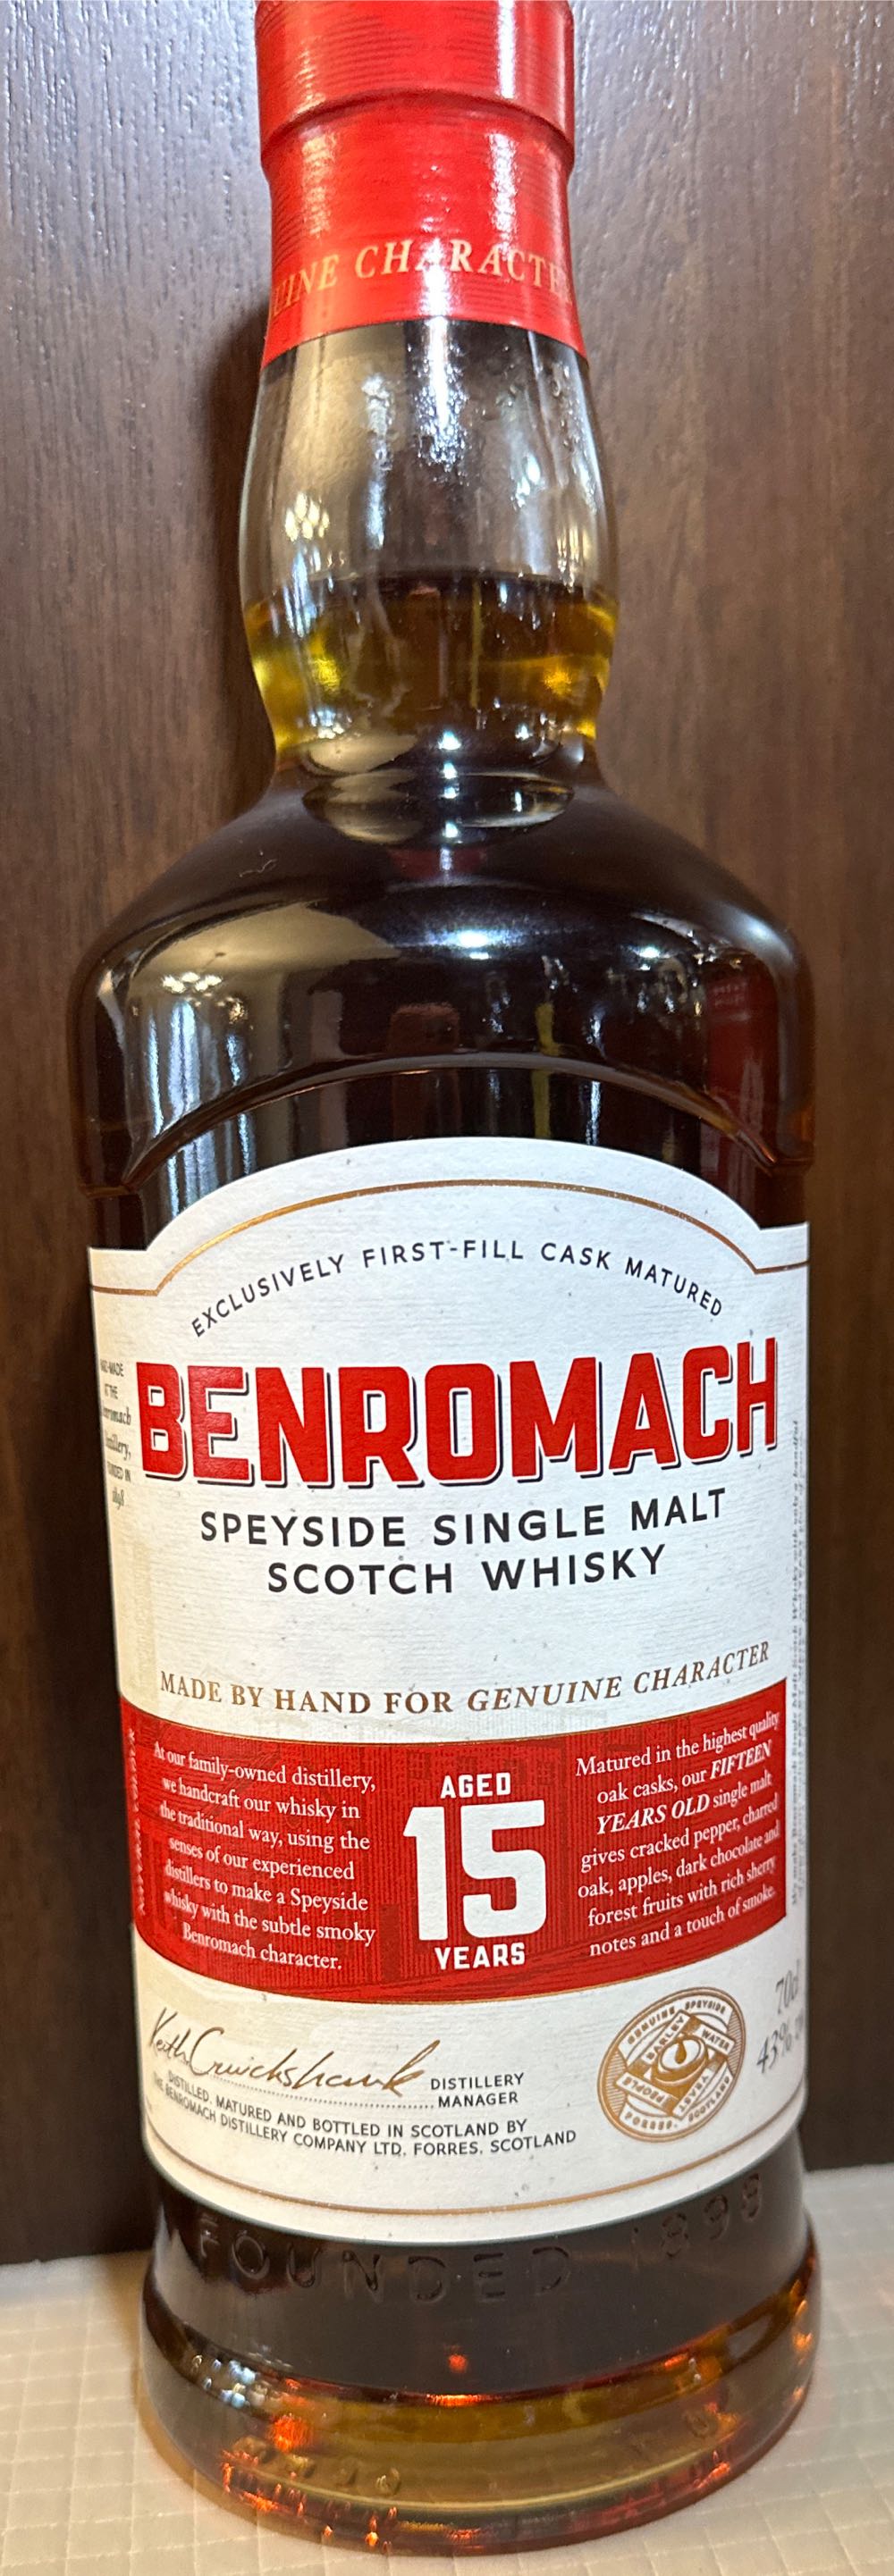 CHARACTE
EXCLUSIVELY FIRST-FILL CASK MATURED
BENROMACH
SPEYSIDE SINGLE MALT
SCOTCH WHISKY
MADE BY HAND FOR GENUINE CHARACTER
At our family-owned distillery,
we handcraft our whisky in
the traditional way, using the
senses of our experienced
distillers to make a Speyside
whisky with the subtle smoky
Benromach character.
AGED
15
YEARS
Matured in the highest quality
oak casks, our FIFTEEN
YEARS OLD single malt
gives cracked pepper, charred
oak, apples, dark chocolate and
forest fruits with rich sherry
notes and a touch of smoke.
Keith Cruickshank
DISTILLERY
MANAGER
DISTILLED, MATURED AND BOTTLED IN SCOTLAND BY
THE BENROMACH DISTILLERY COMPANY LTD, FORRES, SCOTLAND
GENUINE SPEYSIDE
BARLEY
WATER
PEOPLE
YEAST
FORRES, SCOTLAND
70cl
43%
FOUNDED 1898